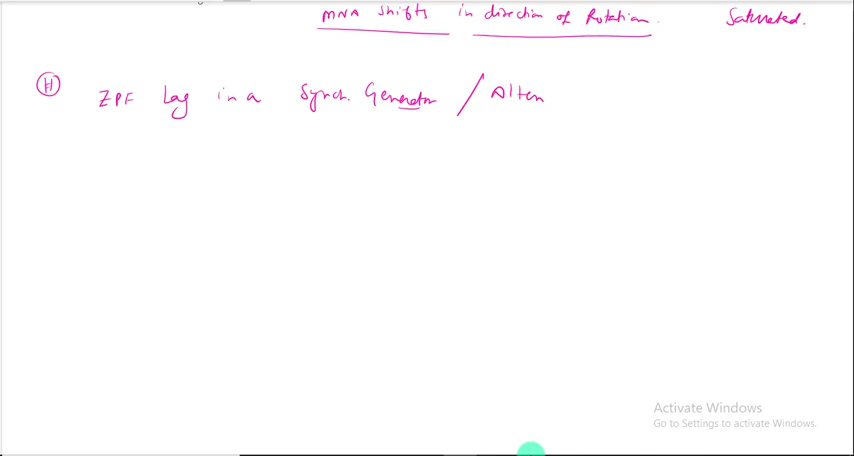 MNA shifts in direction of Rotation. Saturated.
H ZPF Lag in a Synch. Generator / Alten
Activate Windows
Go to Settings to activate Windows.